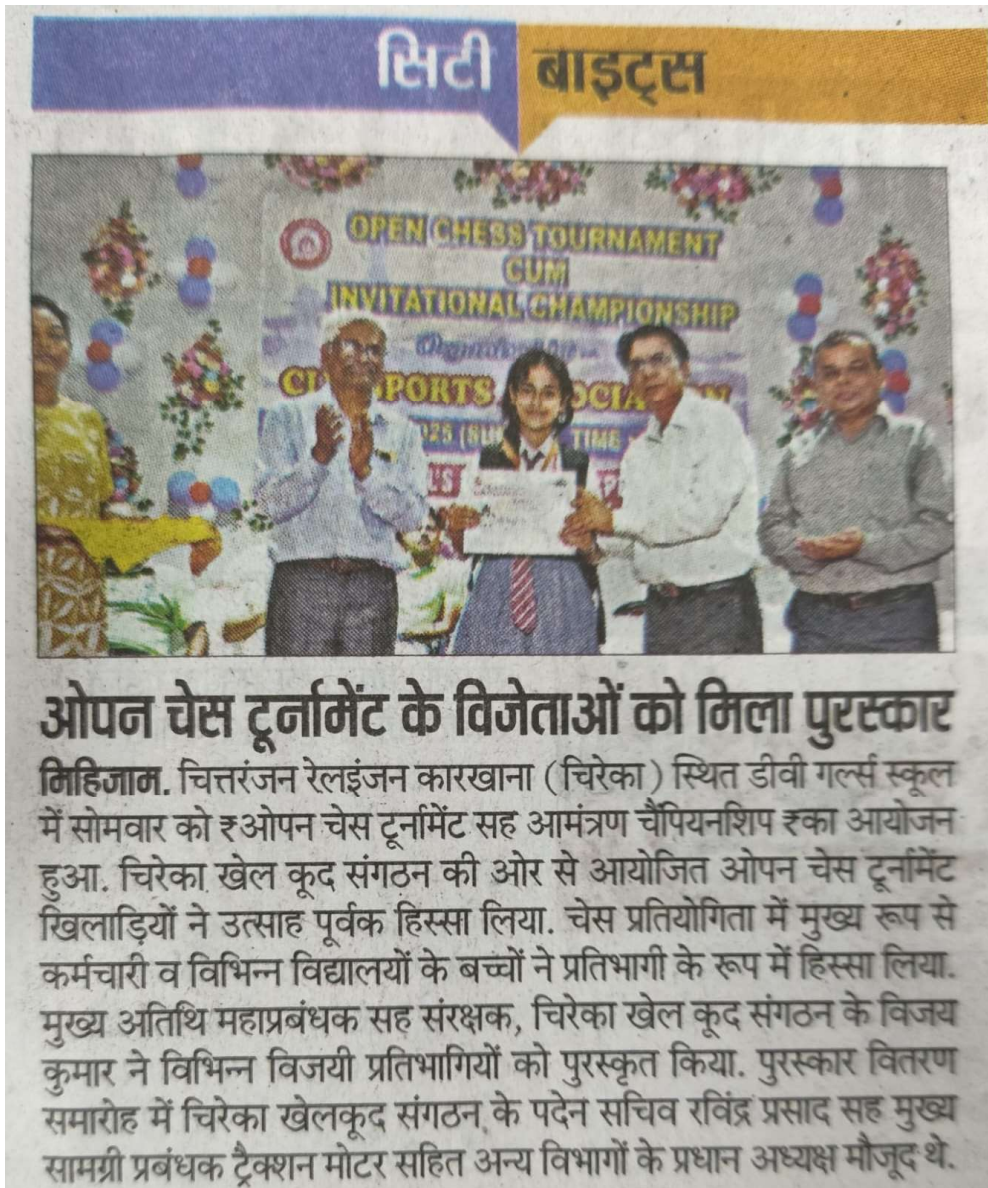 सिटी बाइट्स
OPEN CHESS TOURNAMENT
CUM
INVITATIONAL CHAMPIONSHIP
SPORTS
ओपन चेस टूर्नामेंट के विजेताओं को मिला पुरस्कार
मिहिजाम. चित्तरंजन रेलइंजन कारखाना (चिरेका) स्थित डीवी गर्ल्स स्कूल
में सोमवार को ₹ओपन चेस टूर्नामेंट सह आमंत्रण चैंपियनशिप ₹का आयोजन
हुआ. चिरेका खेल कूद संगठन की ओर से आयोजित ओपन चेस टूर्नामेंट
खिलाड़ियों ने उत्साह पूर्वक हिस्सा लिया. चेस प्रतियोगिता में मुख्य रूप से
कर्मचारी व विभिन्न विद्यालयों के बच्चों ने प्रतिभागी के रूप में हिस्सा लिया.
मुख्य अतिथि महाप्रबंधक सह संरक्षक, चिरेका खेल कूद संगठन के विजय
कुमार ने विभिन्न विजयी प्रतिभागियों को पुरस्कृत किया. पुरस्कार वितरण
समारोह में चिरेका खेलकूद संगठन के पदेन सचिव रविंद्र प्रसाद सह मुख्य
सामग्री प्रबंधक ट्रैक्शन मोटर सहित अन्य विभागों के प्रधान अध्यक्ष मौजूद थे.